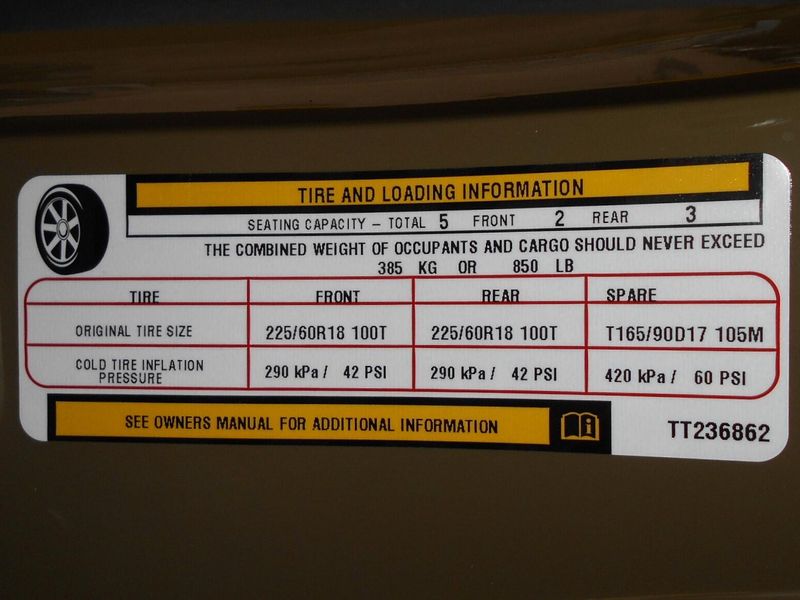 TIRE AND LOADING INFORMATION
SEATING CAPACITY – TOTAL 5 FRONT 2 REAR 3
THE COMBINED WEIGHT OF OCCUPANTS AND CARGO SHOULD NEVER EXCEED
385 KG OR 850 LB
TIRE FRONT REAR SPARE
ORIGINAL TIRE SIZE 225/60R18 100T 225/60R18 100T T165/90D17 105M
COLD TIRE INFLATION PRESSURE 290 kPa / 42 PSI 290 kPa / 42 PSI 420 kPa / 60 PSI
SEE OWNERS MANUAL FOR ADDITIONAL INFORMATION
TT236862